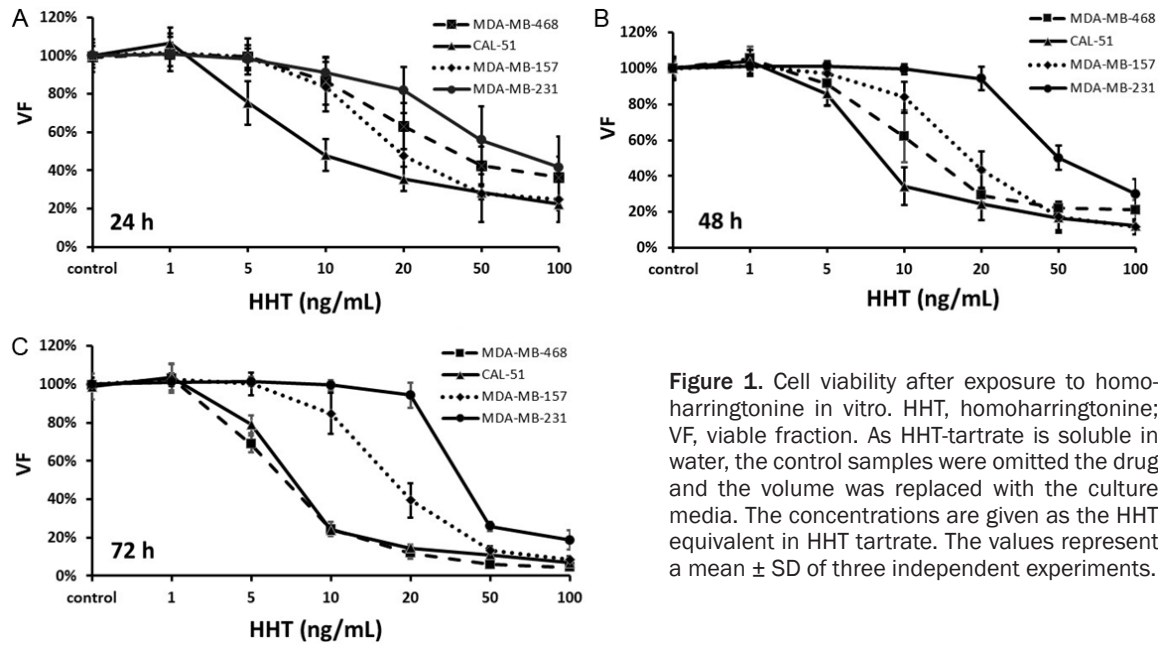 A
120%
100%
80%
60%
40%
20%
0%
VF
MDA-MB-468
CAL-51
MDA-MB-157
MDA-MB-231
24 h
control 1 5 10 20 50 100
HHT (ng/mL)
B
120%
100%
80%
60%
40%
20%
0%
VF
MDA-MB-468
CAL-51
MDA-MB-157
MDA-MB-231
48 h
control 1 5 10 20 50 100
HHT (ng/mL)
C
120%
100%
80%
60%
40%
20%
0%
VF
MDA-MB-468
CAL-51
MDA-MB-157
MDA-MB-231
72 h
control 1 5 10 20 50 100
HHT (ng/mL)
Figure 1. Cell viability after exposure to homo-
harringtonine in vitro. HHT, homoharringtonine;
VF, viable fraction. As HHT-tartrate is soluble in
water, the control samples were omitted the drug
and the volume was replaced with the culture
media. The concentrations are given as the HHT
equivalent in HHT tartrate. The values represent
a mean ± SD of three independent experiments.